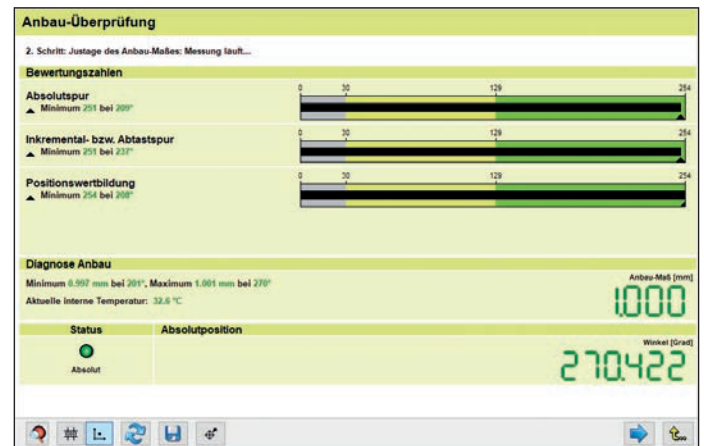 Anbau-Überprüfung
2. Schritt: Justage des Anbau-Maßes: Messung läuft...
Bewertungszahlen
Absolutspur
Minimum 251 bei 209°
0 30 129 254
Inkremental- bzw. Abtastspur
Minimum 251 bei 237°
0 30 129 254
Positionswertbildung
Minimum 254 bei 208°
0 30 129 254
Diagnose Anbau
Minimum 0.997 mm bei 201°, Maximum 1.001 mm bei 270°
Aktuelle interne Temperatur: 32.6 °C
Anbau-Maß [mm]
1.000
Status Absolutposition
Absolut
Winkel [Grad]
270.422